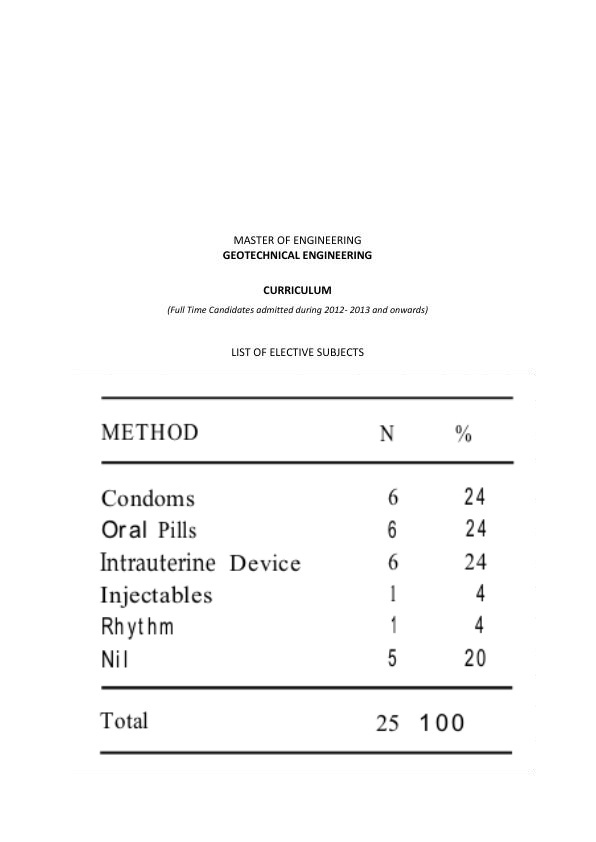 MASTER OF ENGINEERING
GEOTECHNICAL ENGINEERING
CURRICULUM
(Full Time Candidates admitted during 2012- 2013 and onwards)
LIST OF ELECTIVE SUBJECTS
METHOD N %
Condoms 6 24
Oral Pills 6 24
Intrauterine Device 6 24
Injectables 1 4
Rhythm 1 4
Nil 5 20
Total 25 100